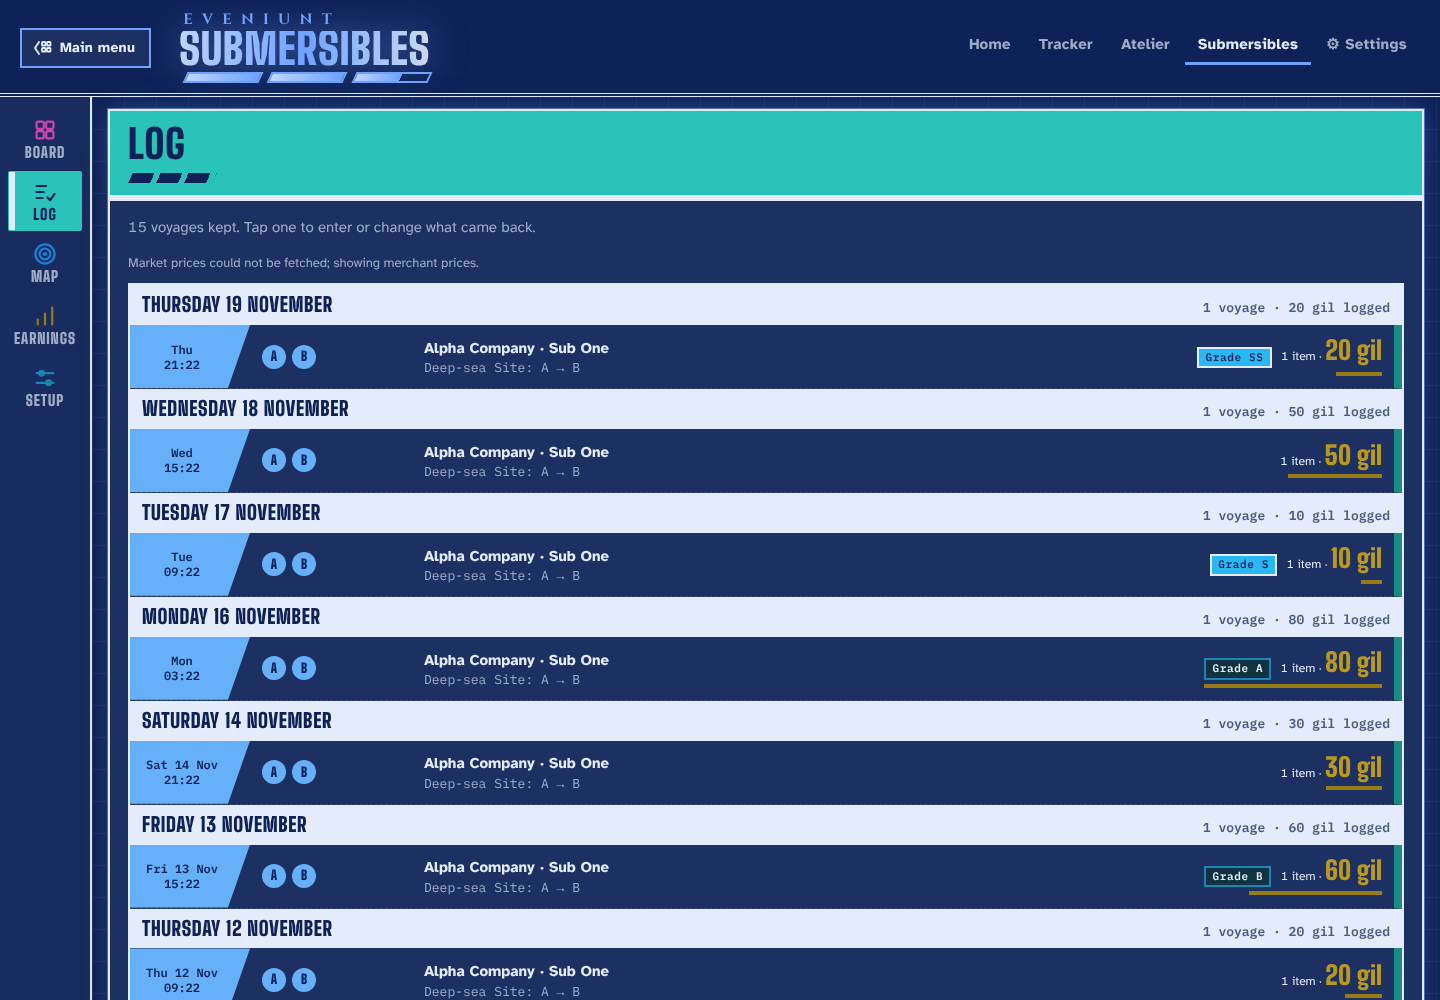 Main menu
EVENIUNT
SUBMERSIBLES
Home
Tracker
Atelier
Submersibles
Settings
BOARD
LOG
MAP
EARNINGS
SETUP
LOG
15 voyages kept. Tap one to enter or change what came back.
Market prices could not be fetched; showing merchant prices.
THURSDAY 19 NOVEMBER
1 voyage · 20 gil logged
Thu
21:22
A B
Alpha Company · Sub One
Deep-sea Site: A → B
Grade SS
1 item · 20 gil
WEDNESDAY 18 NOVEMBER
1 voyage · 50 gil logged
Wed
15:22
A B
Alpha Company · Sub One
Deep-sea Site: A → B
1 item · 50 gil
TUESDAY 17 NOVEMBER
1 voyage · 10 gil logged
Tue
09:22
A B
Alpha Company · Sub One
Deep-sea Site: A → B
Grade S
1 item · 10 gil
MONDAY 16 NOVEMBER
1 voyage · 80 gil logged
Mon
03:22
A B
Alpha Company · Sub One
Deep-sea Site: A → B
Grade A
1 item · 80 gil
SATURDAY 14 NOVEMBER
1 voyage · 30 gil logged
Sat 14 Nov
21:22
A B
Alpha Company · Sub One
Deep-sea Site: A → B
1 item · 30 gil
FRIDAY 13 NOVEMBER
1 voyage · 60 gil logged
Fri 13 Nov
15:22
A B
Alpha Company · Sub One
Deep-sea Site: A → B
Grade B
1 item · 60 gil
THURSDAY 12 NOVEMBER
1 voyage · 20 gil logged
Thu 12 Nov
09:22
A B
Alpha Company · Sub One
Deep-sea Site: A → B
1 item · 20 gil